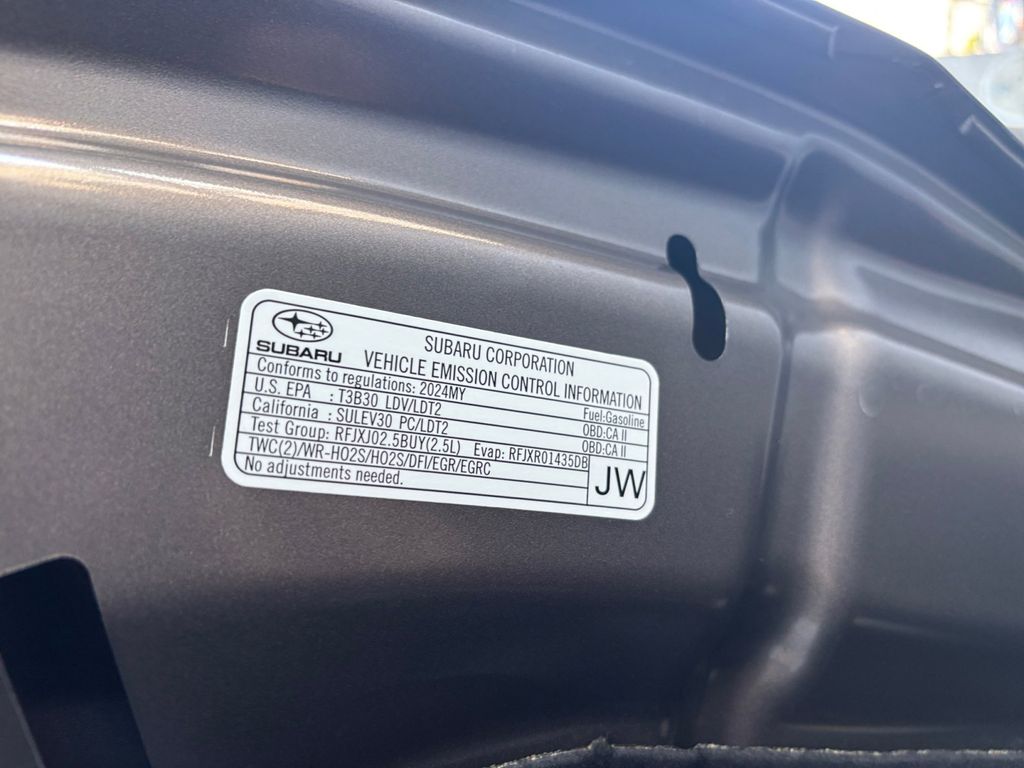 SUBARU
SUBARU CORPORATION
VEHICLE EMISSION CONTROL INFORMATION
Conforms to regulations: 2024MY
Fuel:Gasoline
U.S. EPA : T3B30 LDV/LDT2
OBD:CA II
California : SULEV30 PC/LDT2
OBD:CA II
Test Group: RFJXJ02.5BUY(2.5L) Evap: RFJXR01435DB
TWC(2)/WR-HO2S/HO2S/DFI/EGR/EGRC
No adjustments needed.
JW